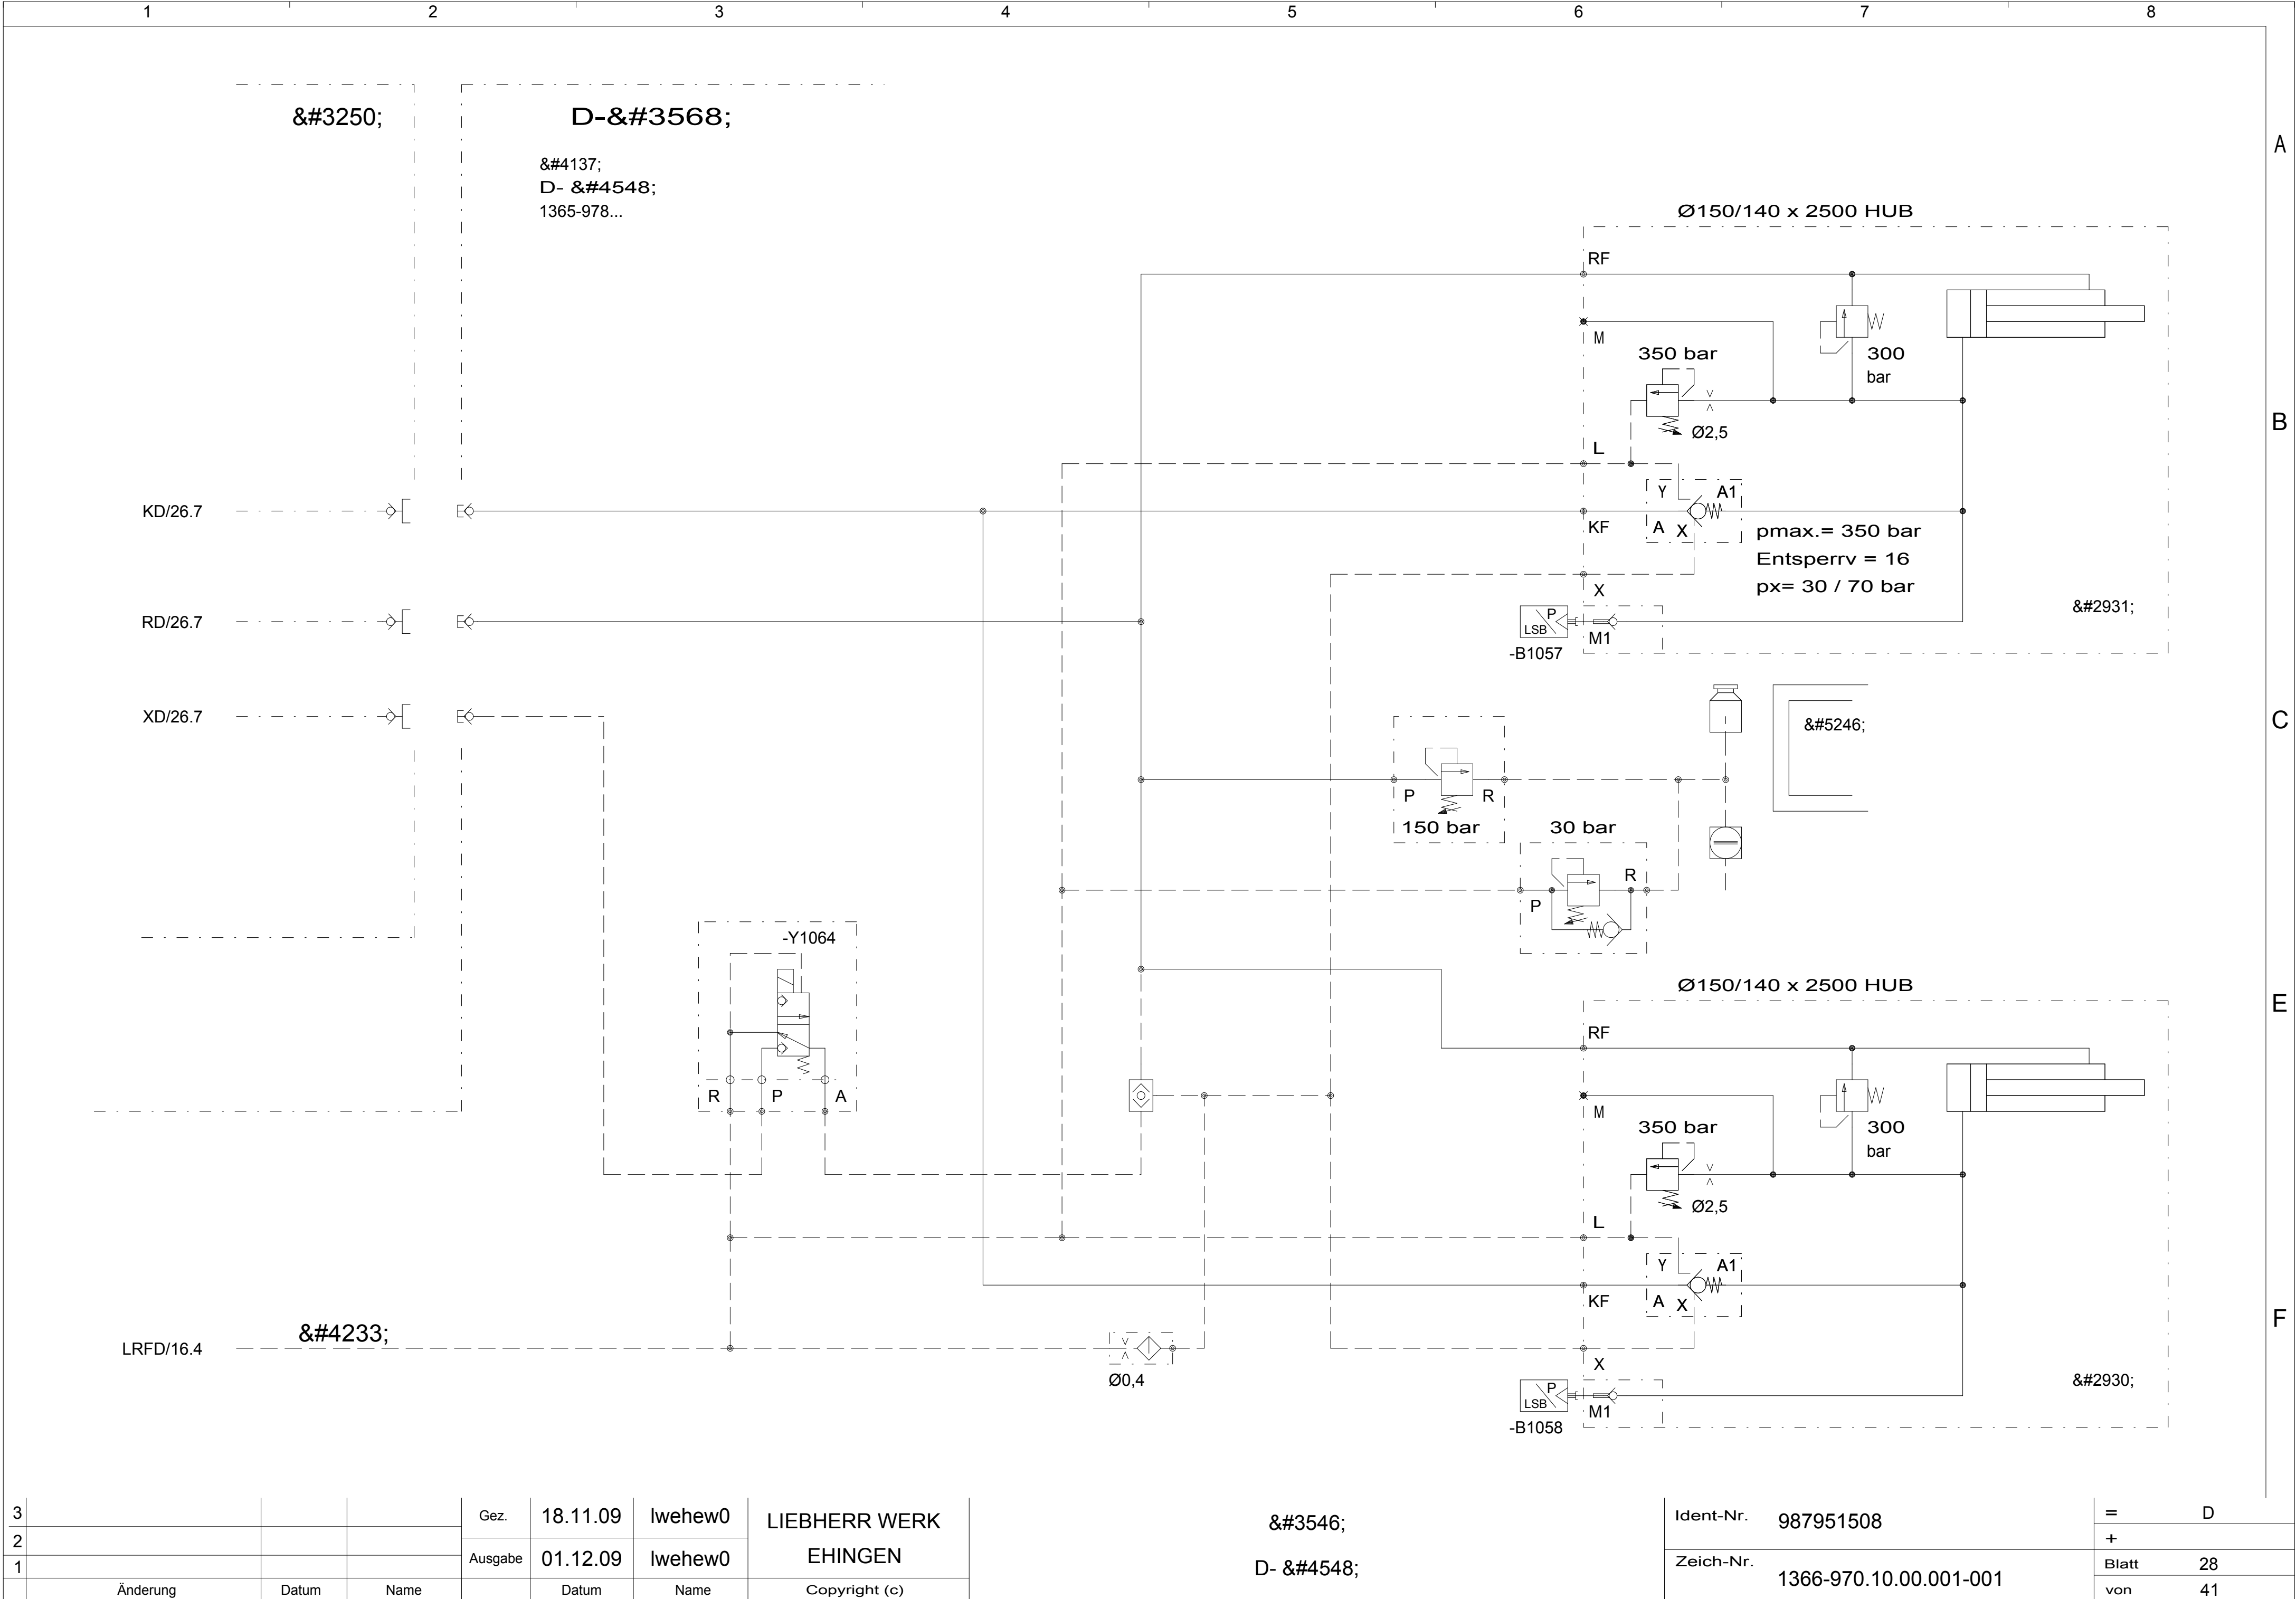 1 2 3 4 5 6 7 8
&#3250;
D-&#3568;
A
&#4137;
D- &#4548;
1365-978...
Ø150/140 x 2500 HUB
RF
M
350 bar
300
bar
B
Ø2,5
L
Y A1
KD/26.7
KF A X
pmax.= 350 bar
Entsperrv = 16
px= 30 / 70 bar
X
&#2931;
RD/26.7
P
LSB
M1
-B1057
XD/26.7
&#5246;
C
P R
150 bar
30 bar
R
P
-Y1064
Ø150/140 x 2500 HUB
E
RF
R P A
M
350 bar
300
bar
Ø2,5
L
Y A1
KF A X
F
&#4233;
LRFD/16.4
X
Ø0,4
&#2930;
P
LSB
M1
-B1058
3
2
1
Änderung Datum Name
Gez. 18.11.09 lwehew0
Ausgabe 01.12.09 lwehew0
Datum Name
LIEBHERR WERK
EHINGEN
Copyright (c)
&#3546;
D- &#4548;
Ident-Nr. 987951508
Zeich-Nr.
1366-970.10.00.001-001
= D
+
Blatt 28
von 41